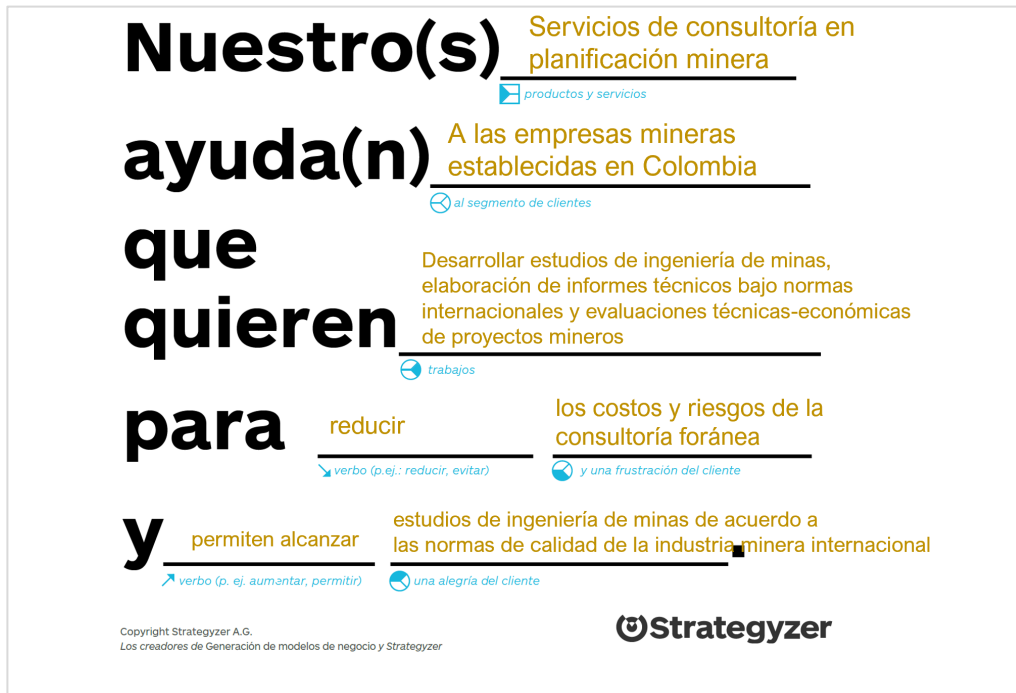 Nuestro(s) Servicios de consultoría en
planificación minera
productos y servicios
ayuda(n) A las empresas mineras
establecidas en Colombia
al segmento de clientes
que
quieren
Desarrollar estudios de ingeniería de minas,
elaboración de informes técnicos bajo normas
internacionales y evaluaciones técnicas-económicas
de proyectos mineros
trabajos
para reducir los costos y riesgos de la
consultoría foránea
verbo (p.ej.: reducir, evitar) y una frustración del cliente
y permiten alcanzar estudios de ingeniería de minas de acuerdo a
las normas de calidad de la industria minera internacional.
verbo (p. ej. aumentar, permitir) una alegría del cliente
Copyright Strategyzer A.G.
Los creadores de Generación de modelos de negocio y Strategyzer
Strategyzer